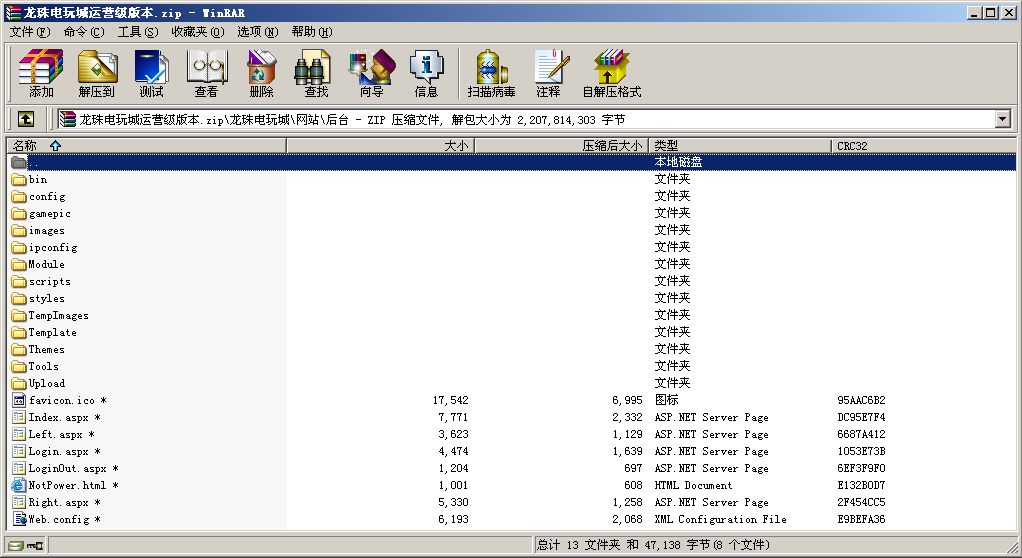 龙珠电玩城运营级版本.zip - WinRAR
文件(F) 命令(C) 工具(S) 收藏夹(O) 选项(N) 帮助(H)
添加 解压到 测试 查看 删除 查找 向导 信息 扫描病毒 注释 自解压格式
龙珠电玩城运营级版本.zip\龙珠电玩城\网站\后台 - ZIP 压缩文件, 解包大小为 2,207,814,303 字节
名称 大小 压缩后大小 类型 CRC32
.. 本地磁盘
bin 文件夹
config 文件夹
gamepic 文件夹
images 文件夹
ipconfig 文件夹
Module 文件夹
scripts 文件夹
styles 文件夹
TempImages 文件夹
Template 文件夹
Themes 文件夹
Tools 文件夹
Upload 文件夹
favicon.ico * 17,542 6,995 图标 95AAC6B2
Index.aspx * 7,771 2,332 ASP.NET Server Page DC95E7F4
Left.aspx * 3,623 1,129 ASP.NET Server Page 6687A412
Login.aspx * 4,474 1,639 ASP.NET Server Page 1053E73B
LoginOut.aspx * 1,204 697 ASP.NET Server Page 6EF3F9F0
NotPower.html * 1,001 608 HTML Document E132B0D7
Right.aspx * 5,330 1,258 ASP.NET Server Page 2F454CC5
Web.config * 6,193 2,068 XML Configuration File E9BEFA36
总计 13 文件夹 和 47,138 字节(8 个文件)